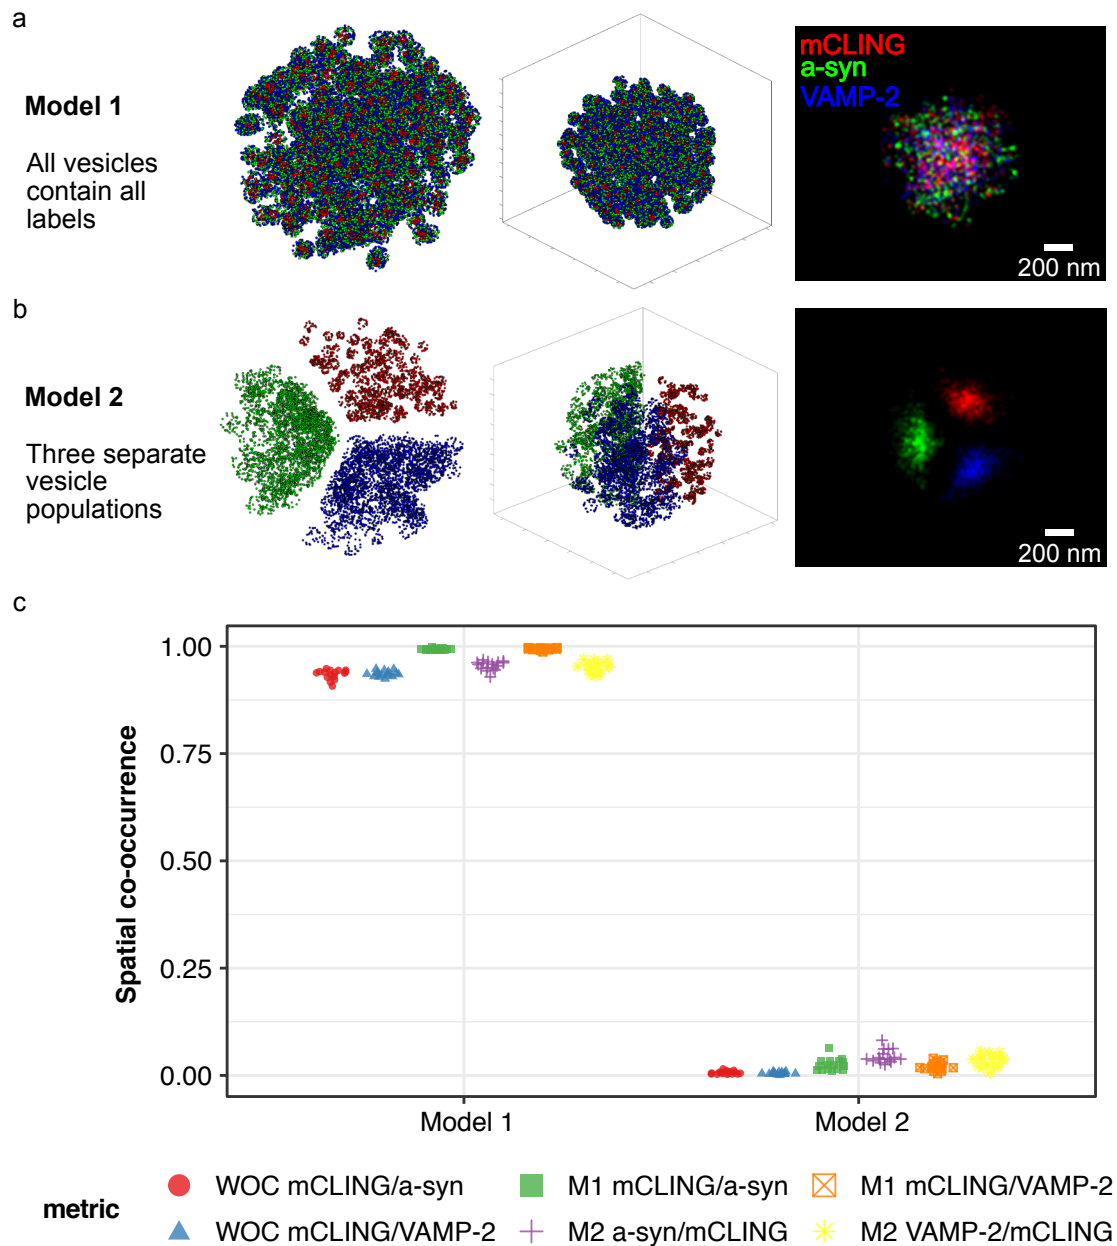 a
Model 1
All vesicles
contain all
labels
mCLING
a-syn
VAMP-2
200 nm
b
Model 2
Three separate
vesicle
populations
200 nm
c
Spatial co-occurrence
1.00
0.75
0.50
0.25
0.00
Model 1
Model 2
metric
WOC mCLING/a-syn
M1 mCLING/a-syn
M1 mCLING/VAMP-2
WOC mCLING/VAMP-2
M2 a-syn/mCLING
M2 VAMP-2/mCLING